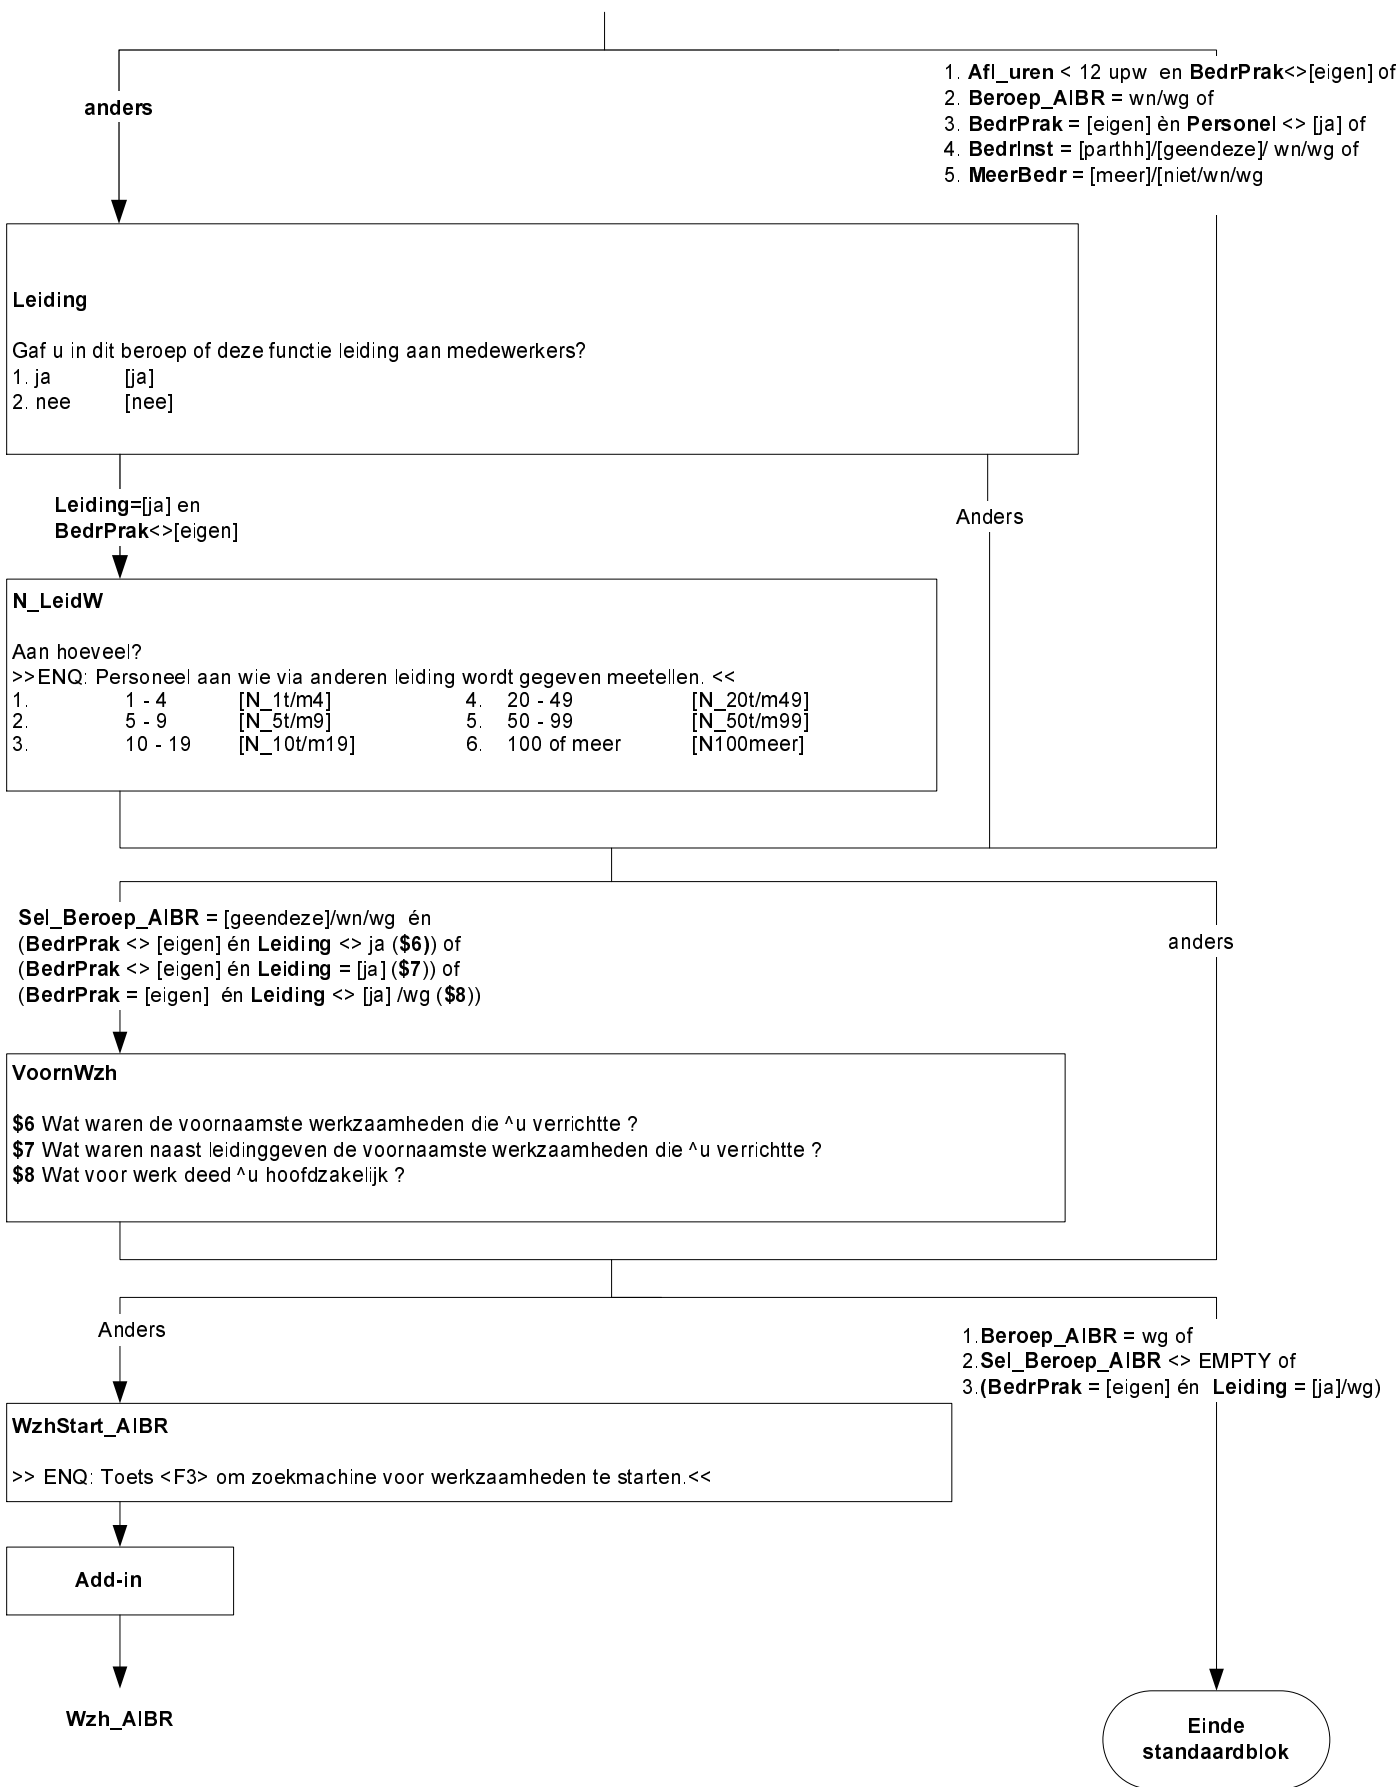 anders
1. Afl_uren < 12 upw en BedrPrak<>[eigen] of
2. Beroep_AIBR = wn/wg of
3. BedrPrak = [eigen] èn Personel <> [ja] of
4. BedrInst = [parthh]/[geendeze]/ wn/wg of
5. MeerBedr = [meer]/[niet/wn/wg
Leiding
Gaf u in dit beroep of deze functie leiding aan medewerkers?
1. ja [ja]
2. nee [nee]
Leiding=[ja] en
BedrPrak<>[eigen]
Anders
N_LeidW
Aan hoeveel?
>>ENQ: Personeel aan wie via anderen leiding wordt gegeven meetellen. <<
1. 1 - 4 [N_1t/m4] 4. 20 - 49 [N_20t/m49]
2. 5 - 9 [N_5t/m9] 5. 50 - 99 [N_50t/m99]
3. 10 - 19 [N_10t/m19] 6. 100 of meer [N100meer]
Sel_Beroep_AIBR = [geendeze]/wn/wg én
(BedrPrak <> [eigen] én Leiding <> ja ($6)) of
(BedrPrak <> [eigen] én Leiding = [ja] ($7)) of
(BedrPrak = [eigen] én Leiding <> [ja] /wg ($8))
anders
VoornWzh
$6 Wat waren de voornaamste werkzaamheden die ^u verrichtte ?
$7 Wat waren naast leidinggeven de voornaamste werkzaamheden die ^u verrichtte ?
$8 Wat voor werk deed ^u hoofdzakelijk ?
Anders
1.Beroep_AIBR = wg of
2.Sel_Beroep_AIBR <> EMPTY of
3.(BedrPrak = [eigen] én Leiding = [ja]/wg)
WzhStart_AIBR
>> ENQ: Toets <F3> om zoekmachine voor werkzaamheden te starten.<<
Add-in
Wzh_AIBR
Einde
standaardblok